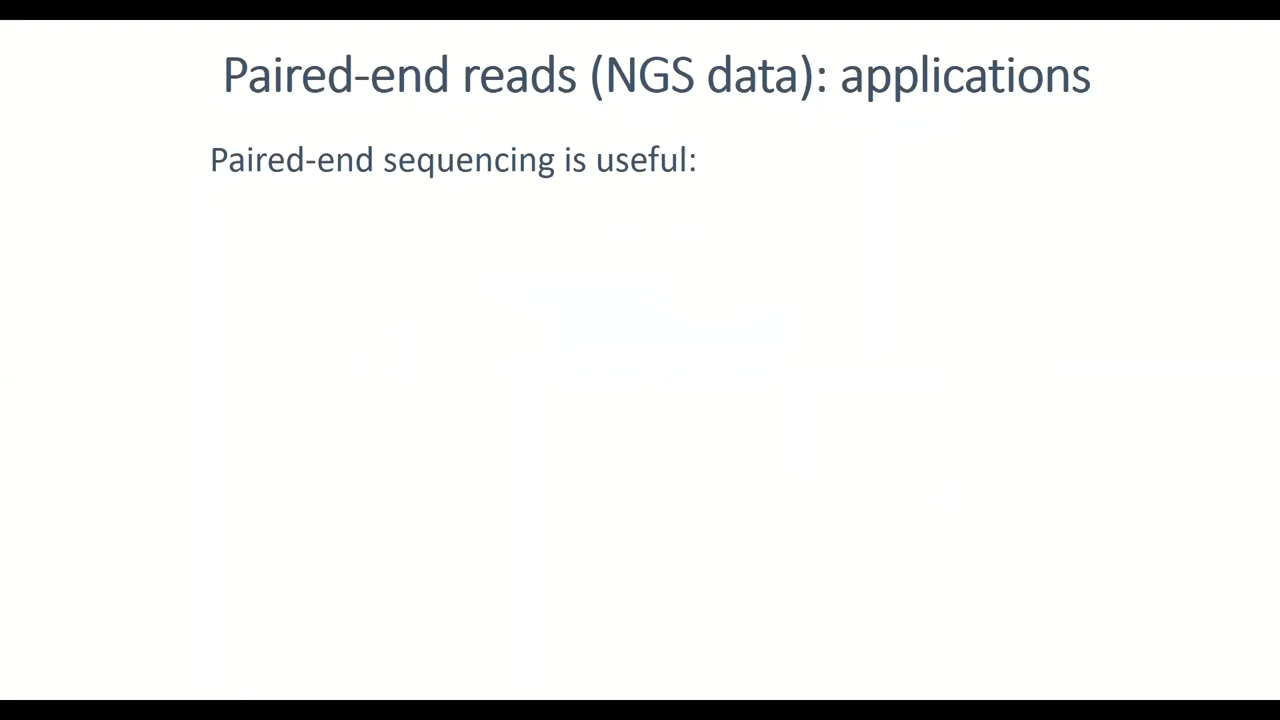 Paired-end reads (NGS data): applications
Paired-end sequencing is useful: